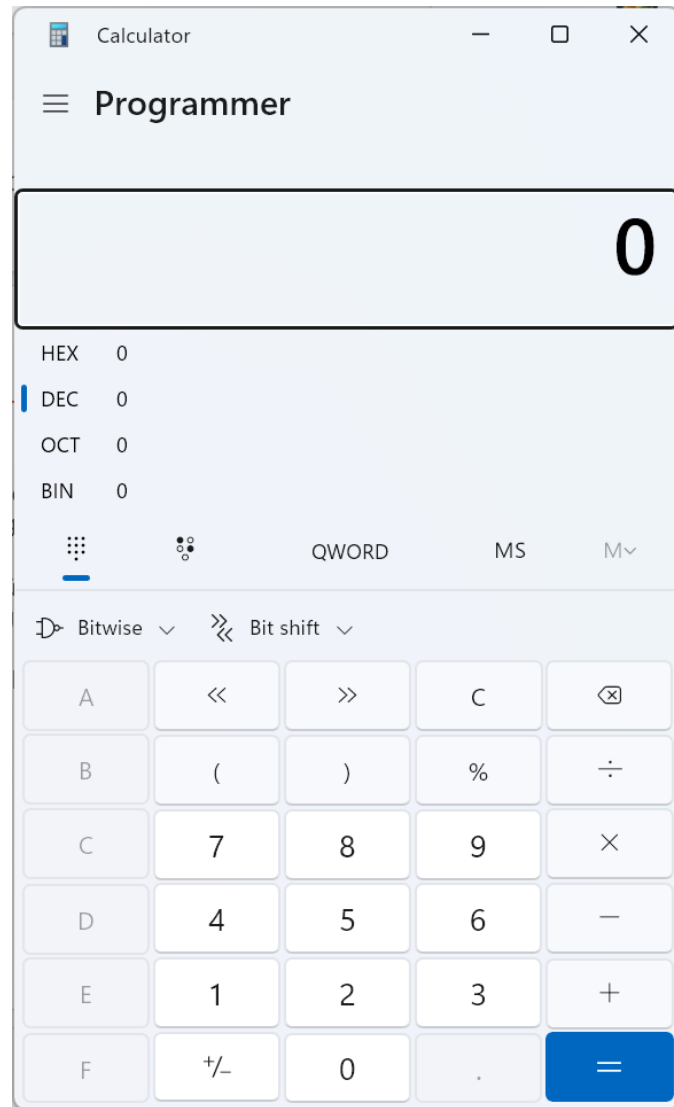 Calculator
Programmer
0
HEX 0
DEC 0
OCT 0
BIN 0
QWORD MS M
Bitwise Bit shift
A << >> C
B ( ) % ÷
C 7 8 9 ×
D 4 5 6 −
E 1 2 3 +
F +/− 0 . =